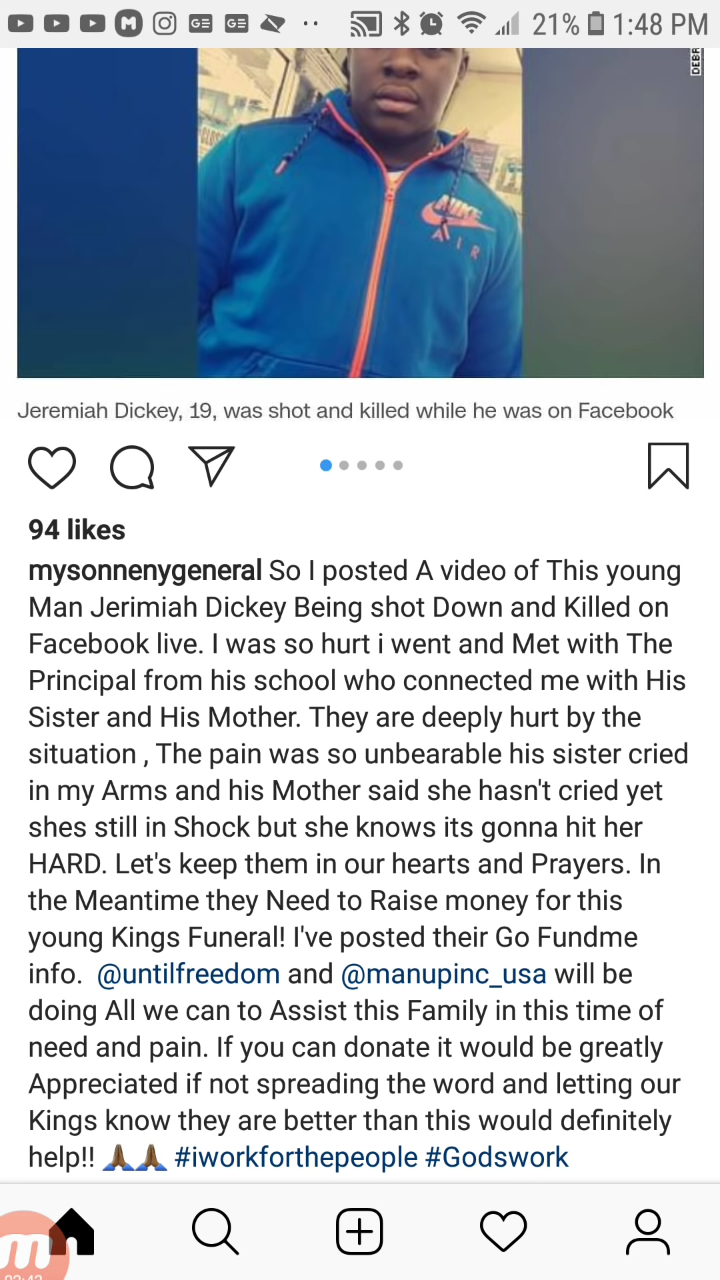 21% 1:48 PM
DEBR
CLOS
NIKE
AIR
Jeremiah Dickey, 19, was shot and killed while he was on Facebook
94 likes
mysonnenygeneral So I posted A video of This young
Man Jerimiah Dickey Being shot Down and Killed on
Facebook live. I was so hurt i went and Met with The
Principal from his school who connected me with His
Sister and His Mother. They are deeply hurt by the
situation , The pain was so unbearable his sister cried
in my Arms and his Mother said she hasn't cried yet
shes still in Shock but she knows its gonna hit her
HARD. Let's keep them in our hearts and Prayers. In
the Meantime they Need to Raise money for this
young Kings Funeral! I've posted their Go Fundme
info.  @untilfreedom and @manupinc_usa will be
doing All we can to Assist this Family in this time of
need and pain. If you can donate it would be greatly
Appreciated if not spreading the word and letting our
Kings know they are better than this would definitely
help!! 🙏🏾🙏🏾 #iworkforthepeople #Godswork